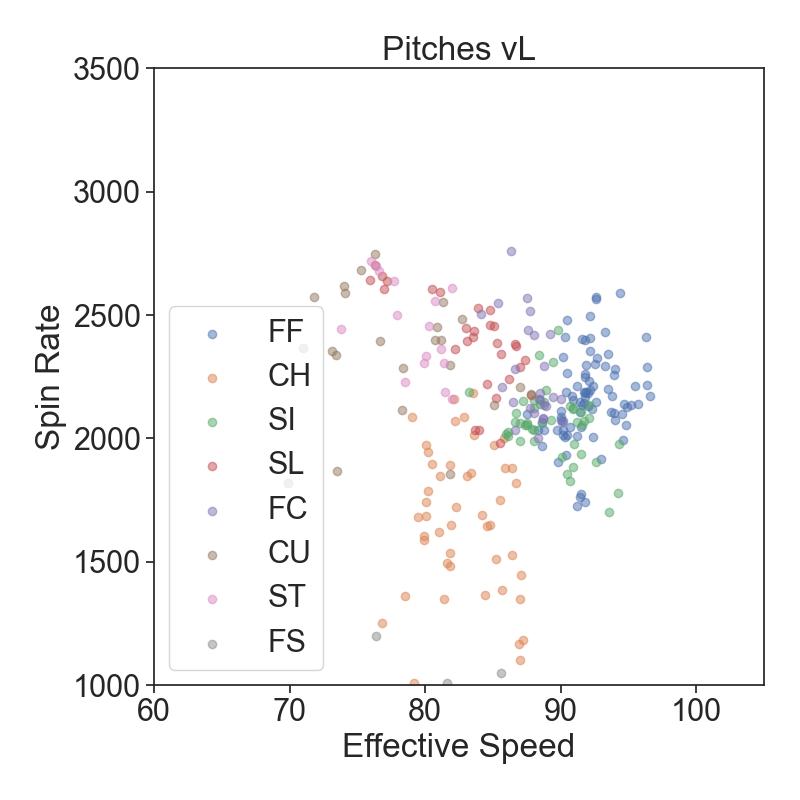 Pitches vL
3500
3000
2500
2000
1500
1000
Spin Rate
FF
CH
SI
SL
FC
CU
ST
FS
60 70 80 90 100
Effective Speed